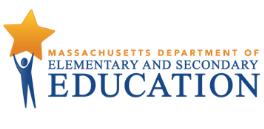 MASSACHUSETTS DEPARTMENT OF
ELEMENTARY AND SECONDARY
EDUCATION